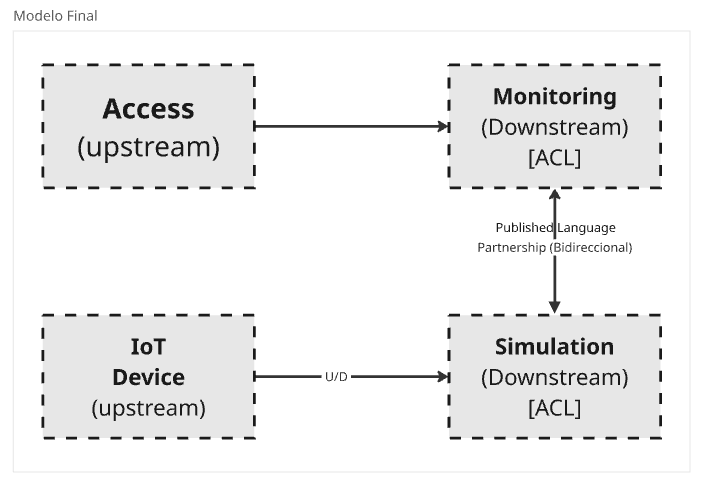 Modelo Final
Access
(upstream)
Monitoring
(Downstream)
[ACL]
Published Language
Partnership (Bidireccional)
IoT
Device
(upstream)
U/D
Simulation
(Downstream)
[ACL]